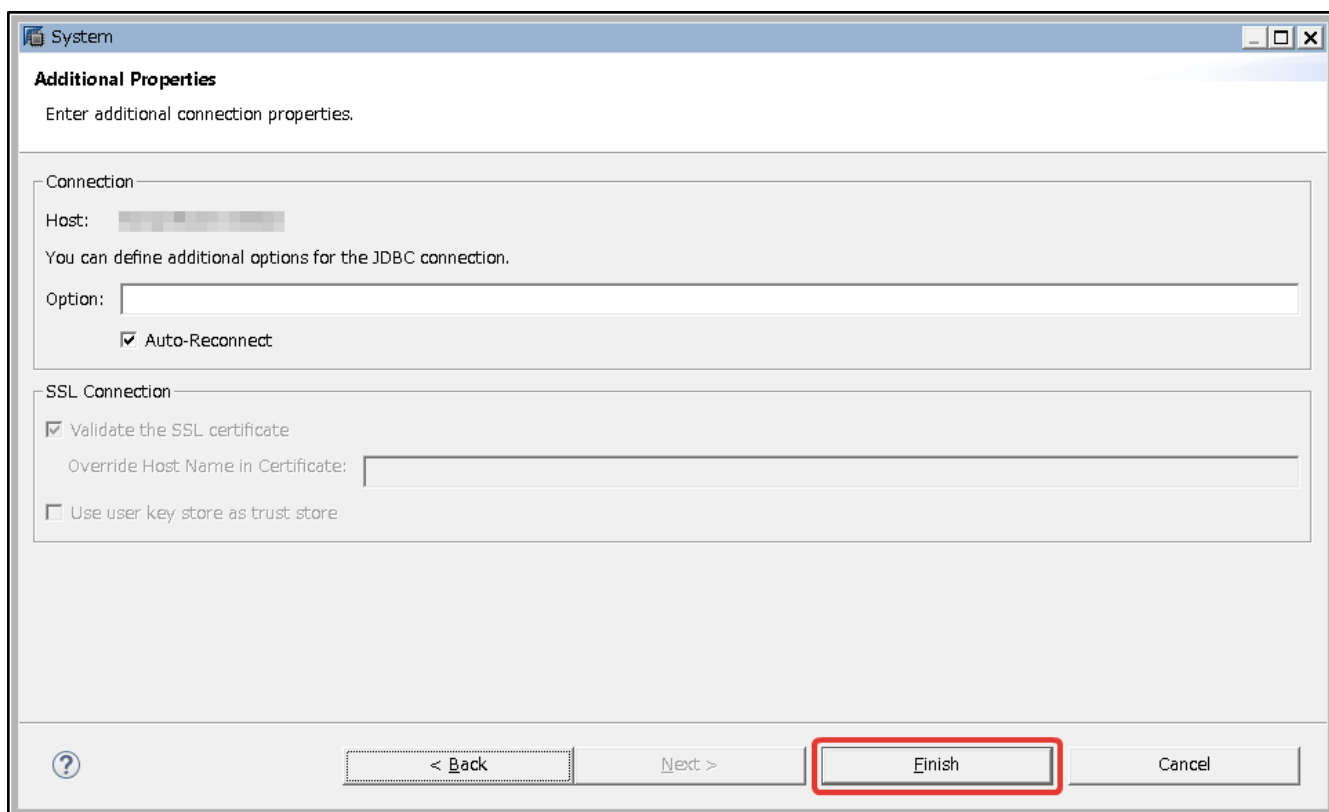 System
Additional Properties
Enter additional connection properties.
Connection
Host:
You can define additional options for the JDBC connection.
Option:
Auto-Reconnect
SSL Connection
Validate the SSL certificate
Override Host Name in Certificate:
Use user key store as trust store
? < Back Next > Finish Cancel